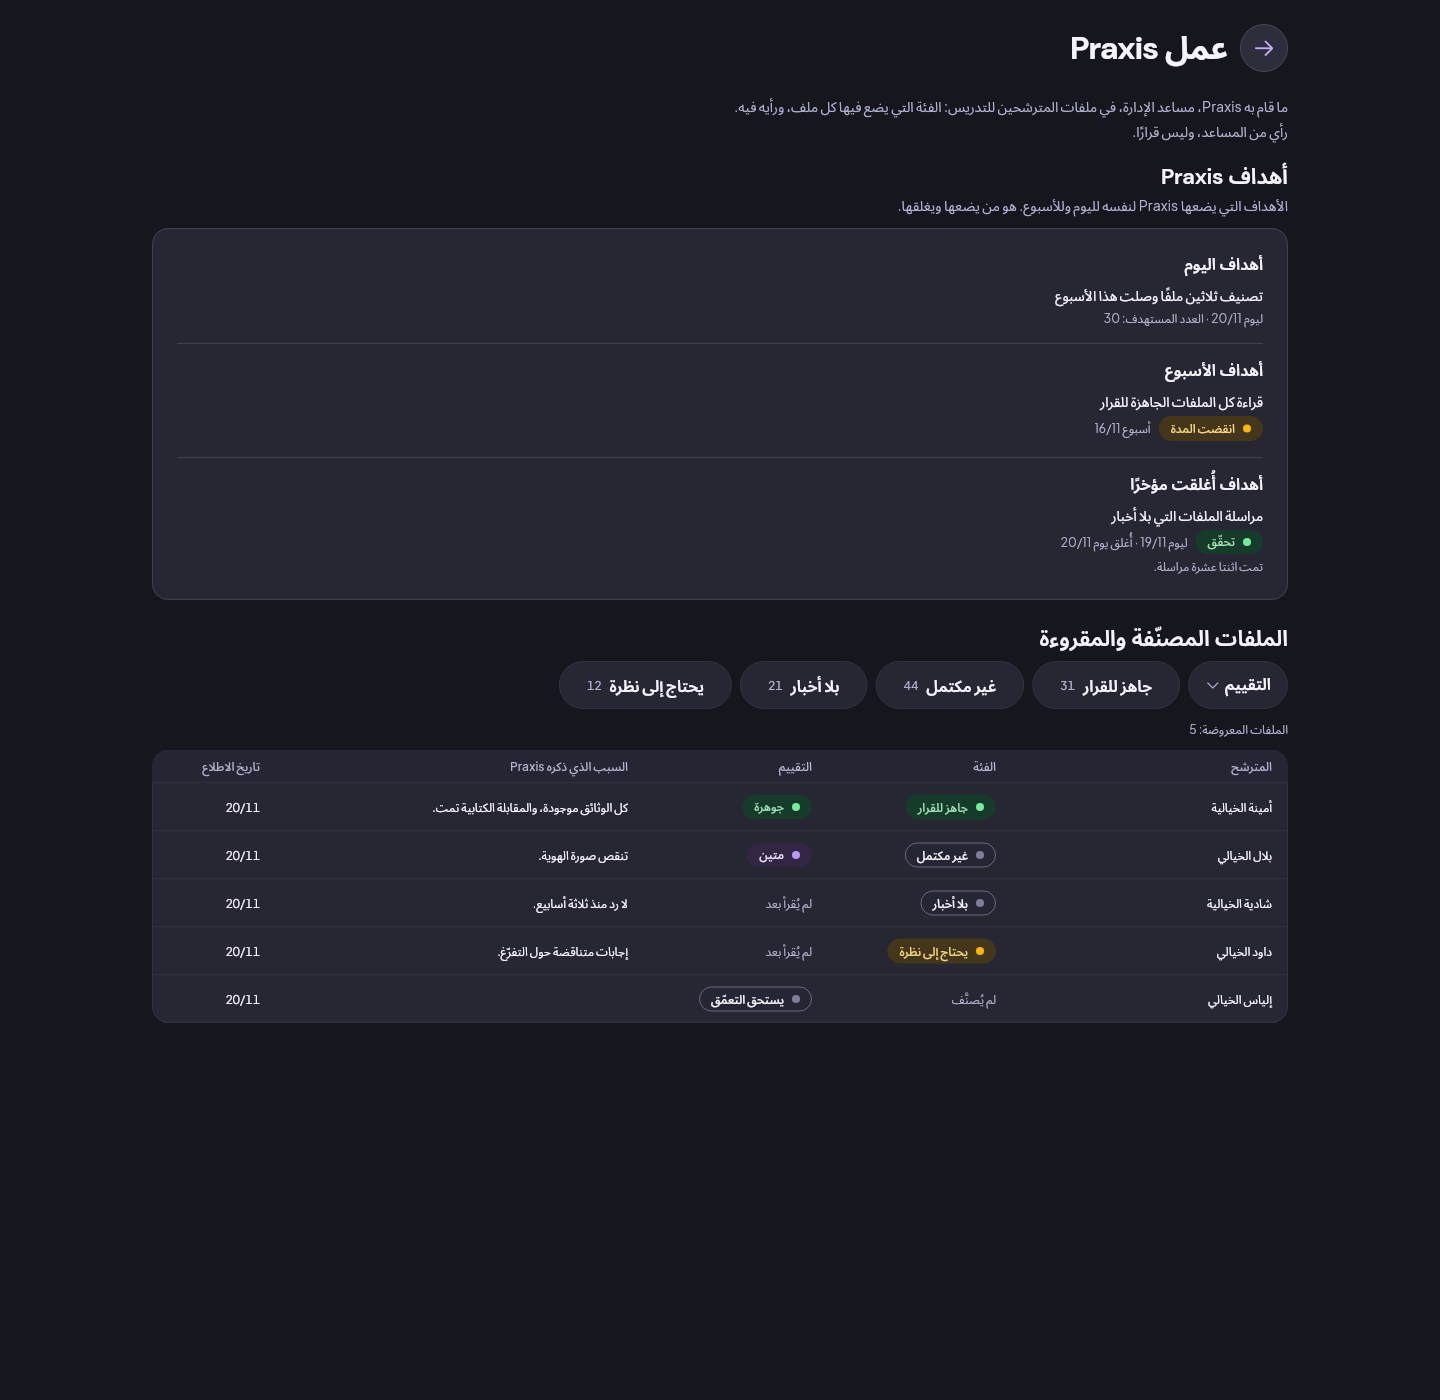 عمل Praxis
ما قام به Praxis، مساعد الإدارة، في ملفات المترشحين للتدريس: الفئة التي يضع فيها كل ملف، ورأيه فيه.
رأي من المساعد، وليس قرارًا.
أهداف Praxis
الأهداف التي يضعها Praxis لنفسه لليوم وللأسبوع. هو من يضعها ويغلقها.
أهداف اليوم
تصنيف ثلاثين ملفًا وصلت هذا الأسبوع
ليوم 20/11 · العدد المستهدف: 30
أهداف الأسبوع
قراءة كل الملفات الجاهزة للقرار
انقضت المدة أسبوع 16/11
أهداف أُغلقت مؤخرًا
مراسلة الملفات التي بلا أخبار
تحقّق ليوم 19/11 · أُغلق يوم 20/11
تمت اثنتا عشرة مراسلة.
الملفات المصنّفة والمقروءة
التقييم جاهز للقرار 31 غير مكتمل 44 بلا أخبار 21 يحتاج إلى نظرة 12
الملفات المعروضة: 5
المترشح الفئة التقييم السبب الذي ذكره Praxis تاريخ الاطلاع
أمينة الخيالية جاهز للقرار جوهرة كل الوثائق موجودة، والمقابلة الكتابية تمت. 20/11
بلال الخيالي غير مكتمل متين تنقص صورة الهوية. 20/11
شادية الخيالية بلا أخبار لم يُقرأ بعد لا رد منذ ثلاثة أسابيع. 20/11
داود الخيالي يحتاج إلى نظرة لم يُقرأ بعد إجابات متناقضة حول التفرّغ. 20/11
إلياس الخيالي لم يُصنَّف يستحق التعمّق 20/11